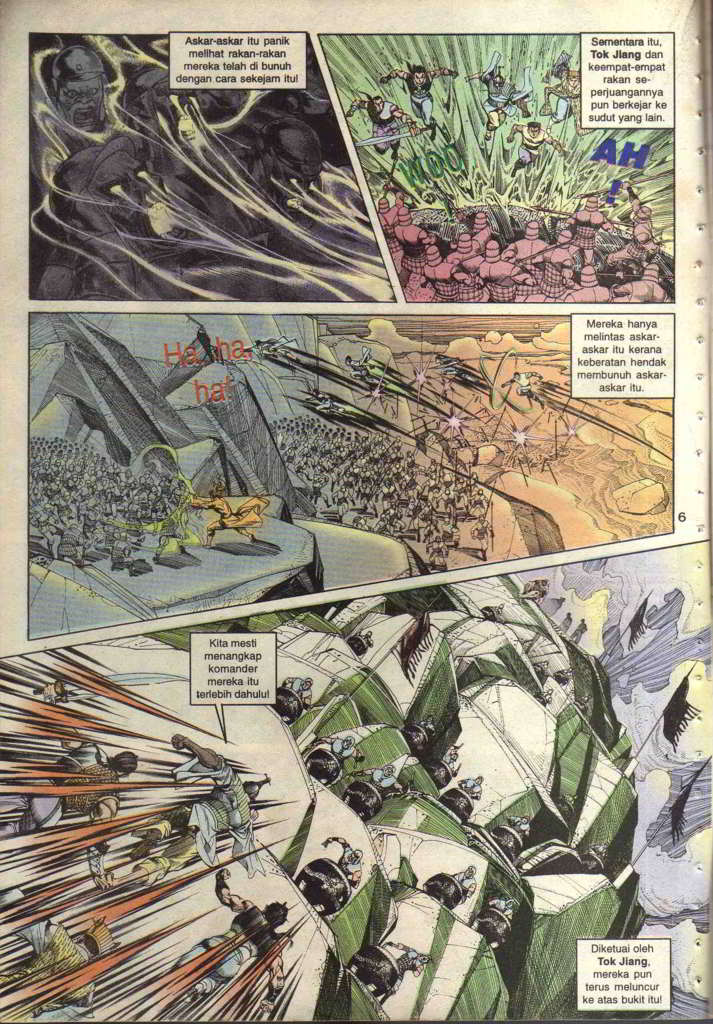 Askar-askar itu panik
melihat rakan-rakan
mereka telah di bunuh
dengan cara sekejam itu!
Sementara itu,
Tok Jiang dan
keempat-empat
rakan se-
perjuangannya
pun berkejar ke
sudut yang lain.
WOO
AH
!
Mereka hanya
melintas askar-
askar itu kerana
keberatan hendak
membunuh askar-
askar itu.
Ha, ha,
ha!
6
Kita mesti
menangkap
komander
mereka itu
terlebih dahulu!
Diketuai oleh
Tok Jiang,
mereka pun
terus meluncur
ke atas bukit itu!